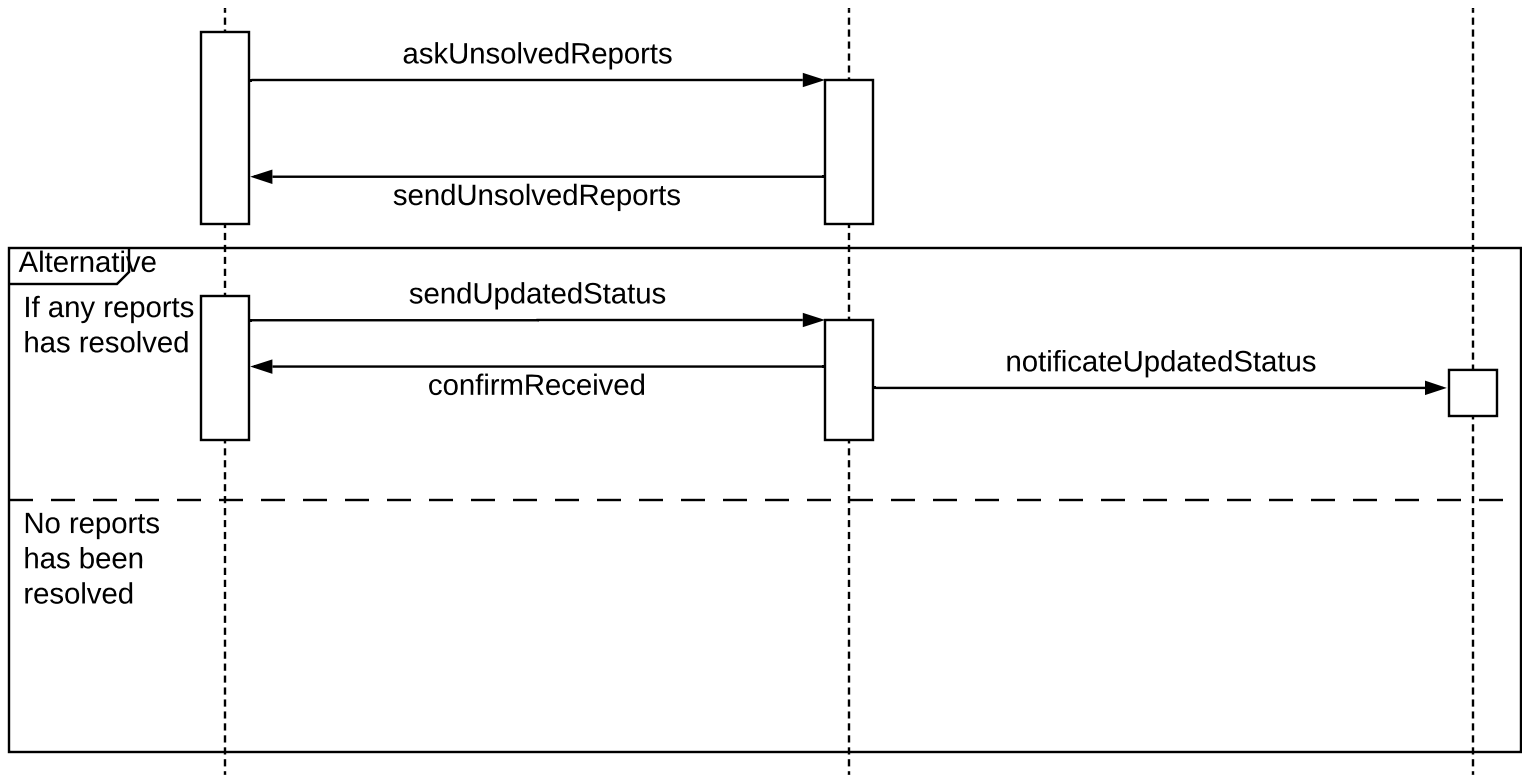 askUnsolvedReports
sendUnsolvedReports
Alternative
If any reports
has resolved
sendUpdatedStatus
confirmReceived
notificateUpdatedStatus
No reports
has been
resolved